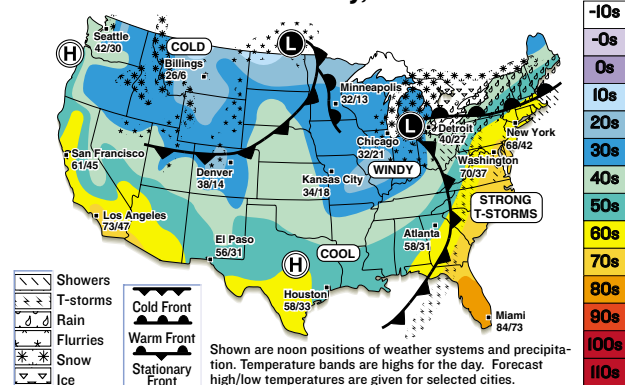 -10s
-0s
0s
10s
20s
30s
40s
50s
60s
70s
80s
90s
100s
110s
H
Seattle
42/30
COLD
Billings
26/6
L
Minneapolis
32/13
L
Detroit
40/27
New York
68/42
Chicago
32/21
Washington
70/37
San Francisco
61/45
Denver
38/14
Kansas City
34/18
WINDY
STRONG
T-STORMS
Los Angeles
73/47
El Paso
56/31
Atlanta
58/31
H
COOL
Houston
58/33
Miami
84/73
Showers
T-storms
Rain
Flurries
Snow
Ice
Cold Front
Warm Front
Stationary
Front
Shown are noon positions of weather systems and precipita-
tion. Temperature bands are highs for the day. Forecast
high/low temperatures are given for selected cities.